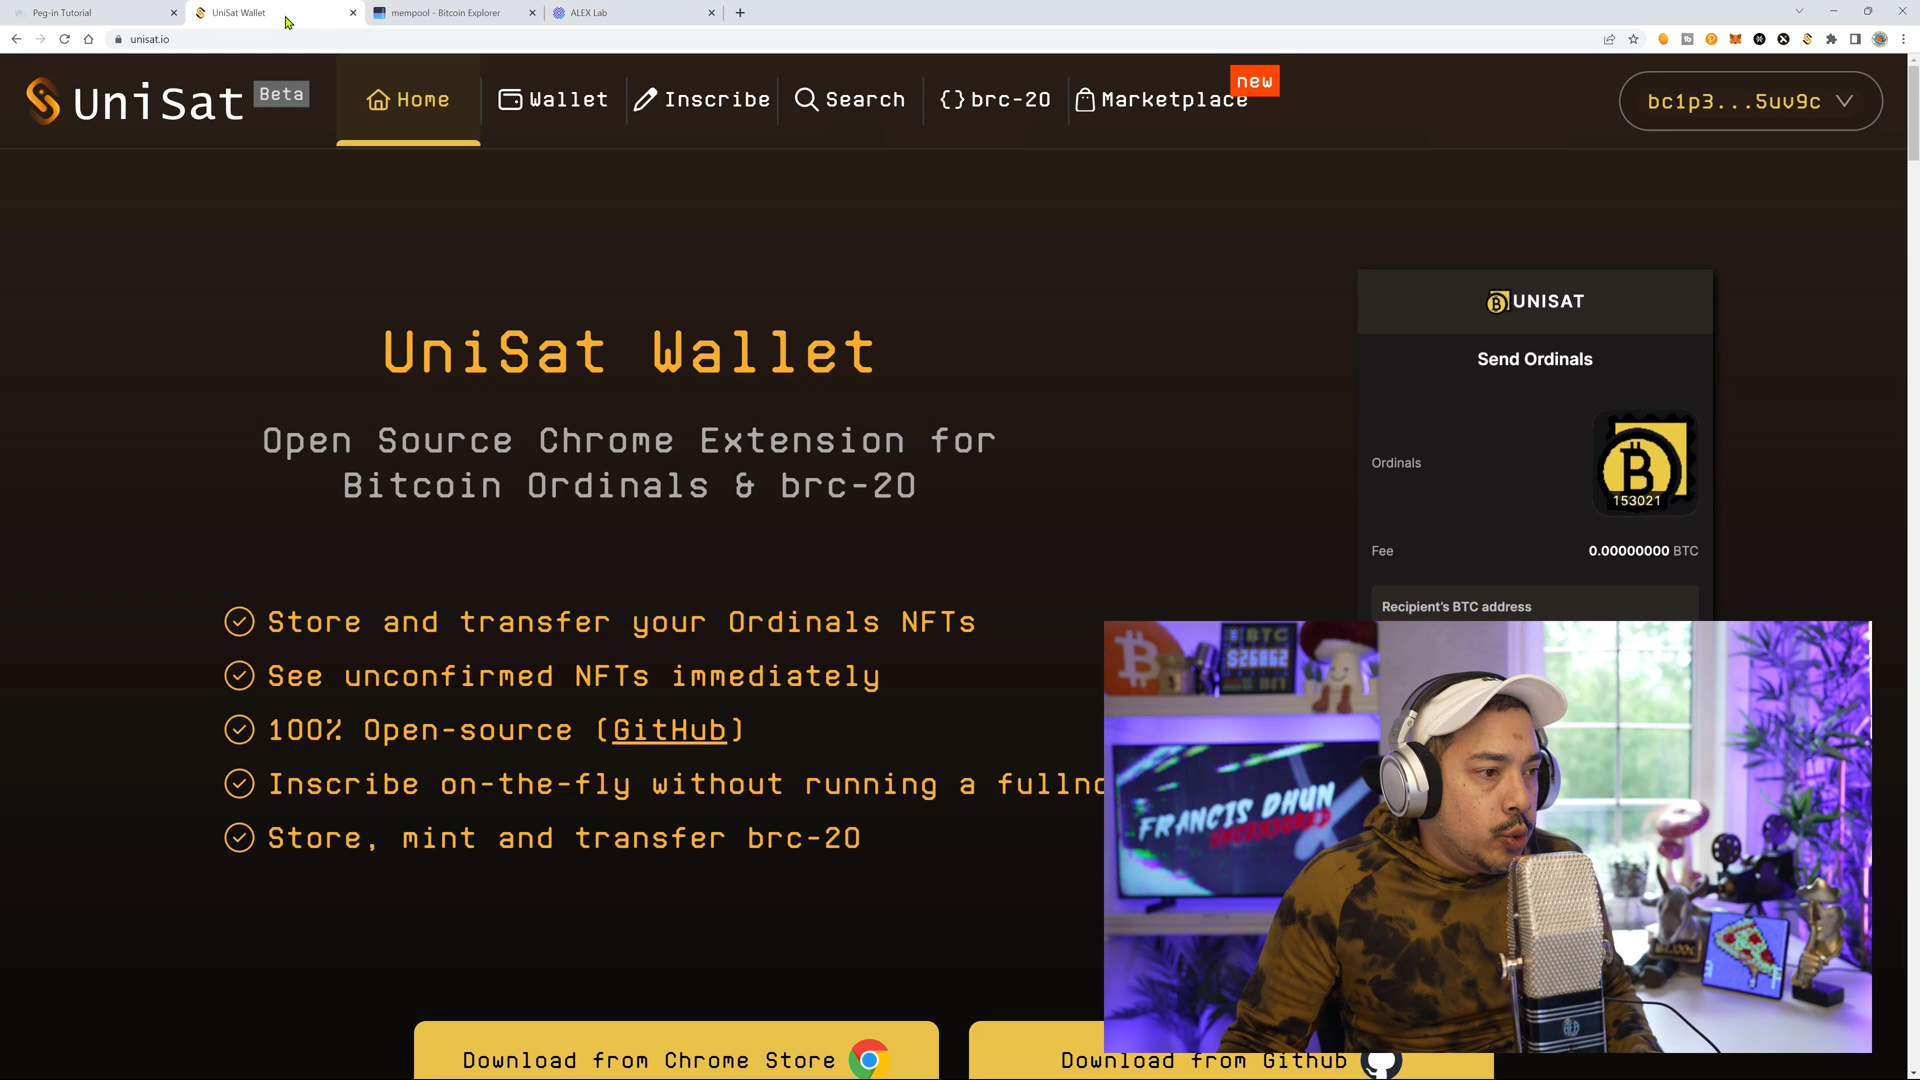 Peg-in Tutorial
UniSat Wallet
mempool - Bitcoin Explorer
ALEX Lab
unisat.io
UniSat
Beta
Home
Wallet
Inscribe
Search
{}brc-20
Marketplace
new
bc1p3...5uv9c
UNISAT
Send Ordinals
UniSat Wallet
Open Source Chrome Extension for
Bitcoin Ordinals & brc-20
Ordinals
153021
Fee
0.00000000 BTC
Recipient's BTC address
Store and transfer your Ordinals NFTs
See unconfirmed NFTs immediately
100% Open-source (GitHub)
Inscribe on-the-fly without running a fullno
Store, mint and transfer brc-20
BTC
$26862
FRANCIS DHUN
UNCENSORED
Download from Chrome Store
Download from Github